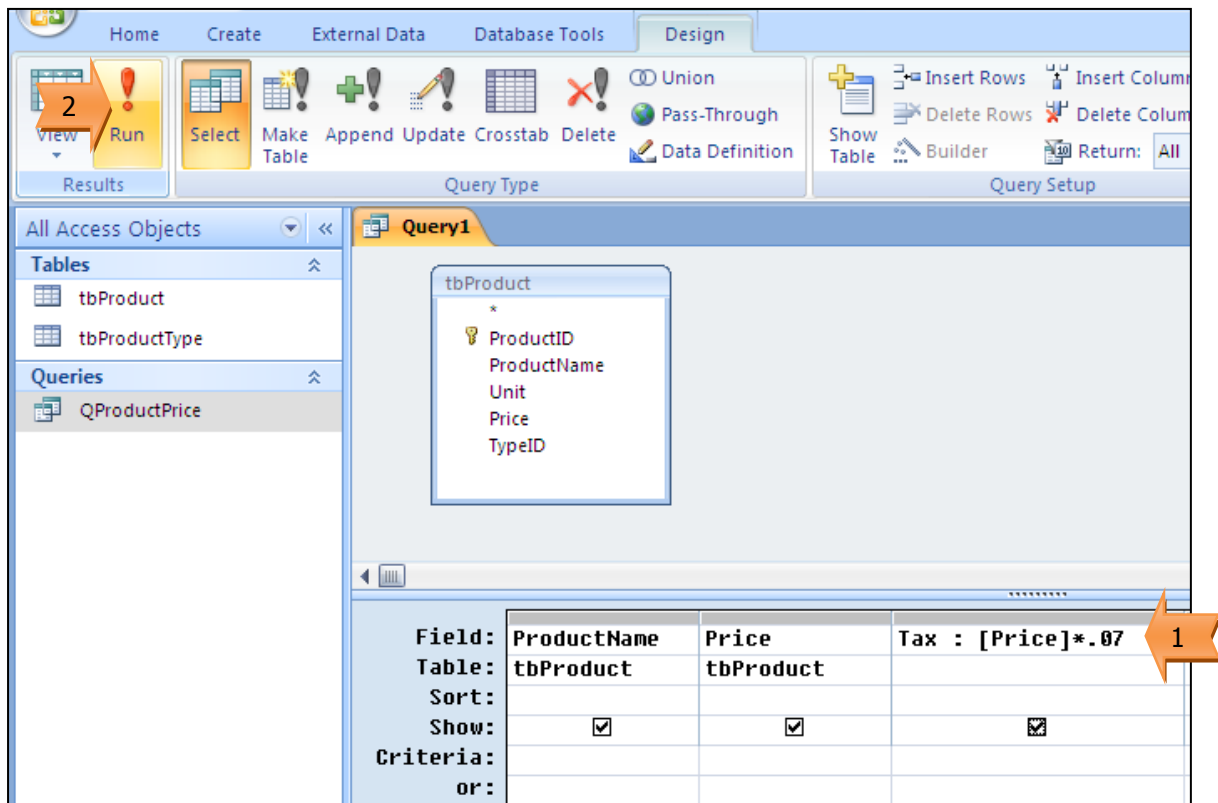 Home Create External Data Database Tools Design
2
View
Run
Select
Make Table
Append
Update
Crosstab
Delete
Union
Pass-Through
Data Definition
Show Table
Insert Rows
Delete Rows
Builder
Insert Column
Delete Colum
Return: All
Results
Query Type
Query Setup
All Access Objects
Tables
tbProduct
tbProductType
Queries
QProductPrice
Query1
tbProduct
*
ProductID
ProductName
Unit
Price
TypeID
Field: ProductName Price Tax : [Price]*.07
1
Table: tbProduct tbProduct
Sort:
Show:
Criteria:
or: